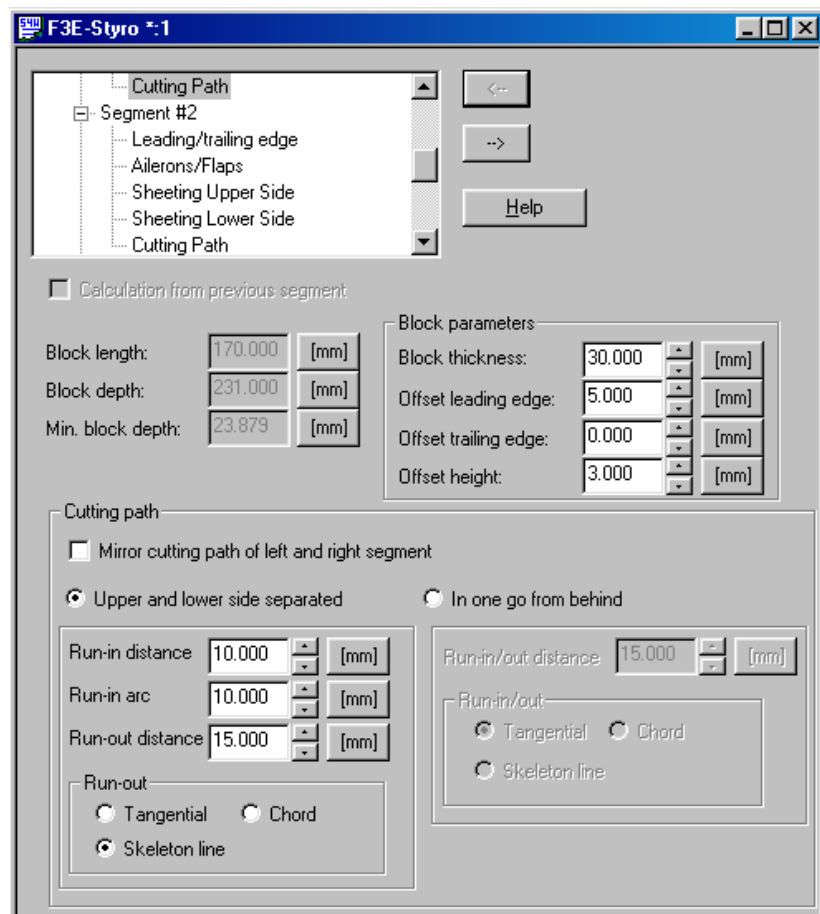 F3E-Styro *:1
Cutting Path
Segment #2
Leading/trailing edge
Ailerons/Flaps
Sheeting Upper Side
Sheeting Lower Side
Cutting Path
<--
-->
Help
Calculation from previous segment
Block length: 170.000 [mm]
Block depth: 231.000 [mm]
Min. block depth: 23.879 [mm]
Block parameters
Block thickness: 30.000 [mm]
Offset leading edge: 5.000 [mm]
Offset trailing edge: 0.000 [mm]
Offset height: 3.000 [mm]
Cutting path
Mirror cutting path of left and right segment
Upper and lower side separated
Run-in distance 10.000 [mm]
Run-in arc 10.000 [mm]
Run-out distance 15.000 [mm]
Run-out
Tangential Chord
Skeleton line
In one go from behind
Run-in/out distance 15.000 [mm]
Run-in/out
Tangential Chord
Skeleton line